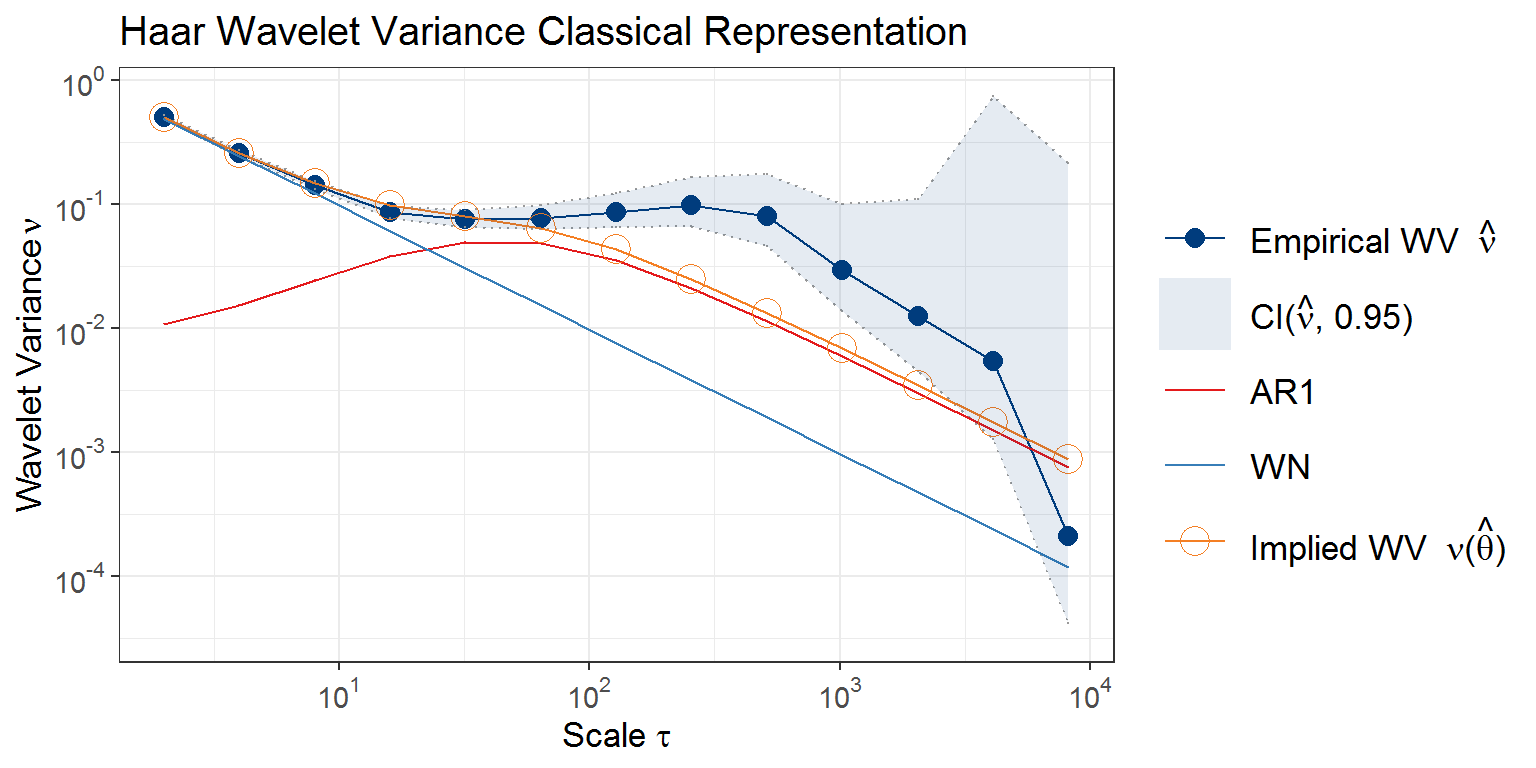 Haar Wavelet Variance Classical Representation
Wavelet Variance ν
10⁰
10⁻¹
10⁻²
10⁻³
10⁻⁴
10¹ 10² 10³ 10⁴
Scale τ
Empirical WV ν̂
CI(ν̂, 0.95)
AR1
WN
Implied WV ν(θ̂)